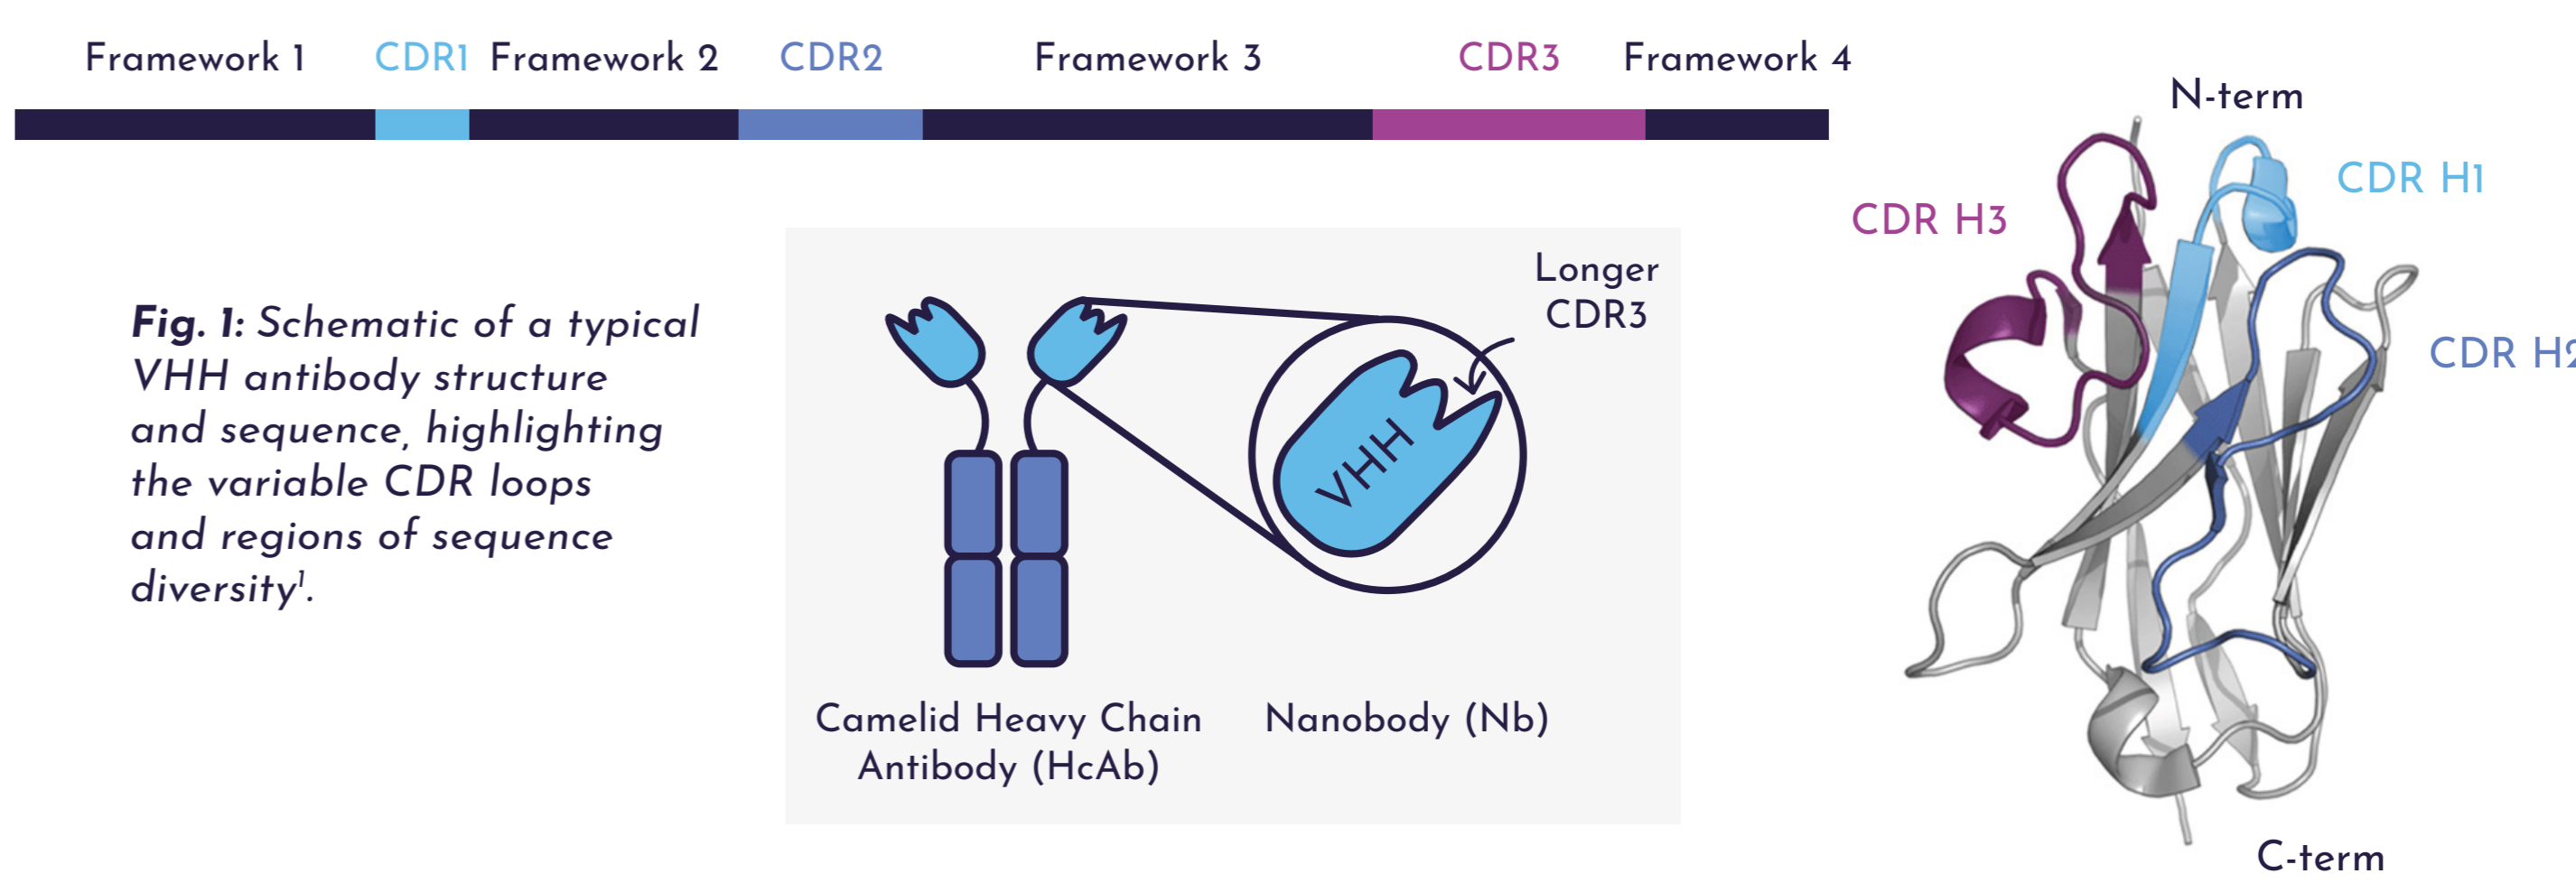 Framework 1 CDR1 Framework 2 CDR2 Framework 3 CDR3 Framework 4
Fig. 1: Schematic of a typical
VHH antibody structure
and sequence, highlighting
the variable CDR loops
and regions of sequence
diversity¹.
Longer
CDR3
VHH
Camelid Heavy Chain
Antibody (HcAb)
Nanobody (Nb)
N-term
CDR H1
CDR H3
CDR H2
C-term